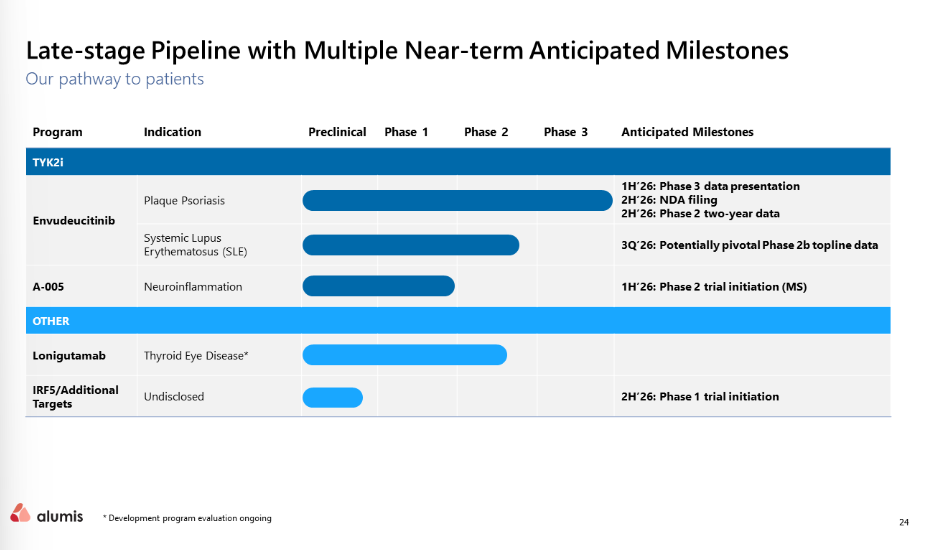 Late-stage Pipeline with Multiple Near-term Anticipated Milestones
Our pathway to patients
Program Indication Preclinical Phase 1 Phase 2 Phase 3 Anticipated Milestones
TYK2i
Envudeucitinib
Plaque Psoriasis
1H’26: Phase 3 data presentation
2H’26: NDA filing
2H’26: Phase 2 two-year data
Systemic Lupus
Erythematosus (SLE)
3Q’26: Potentially pivotal Phase 2b topline data
A-005 Neuroinflammation 1H’26: Phase 2 trial initiation (MS)
OTHER
Lonigutamab Thyroid Eye Disease*
IRF5/Additional
Targets
Undisclosed 2H’26: Phase 1 trial initiation
alumis
* Development program evaluation ongoing
24